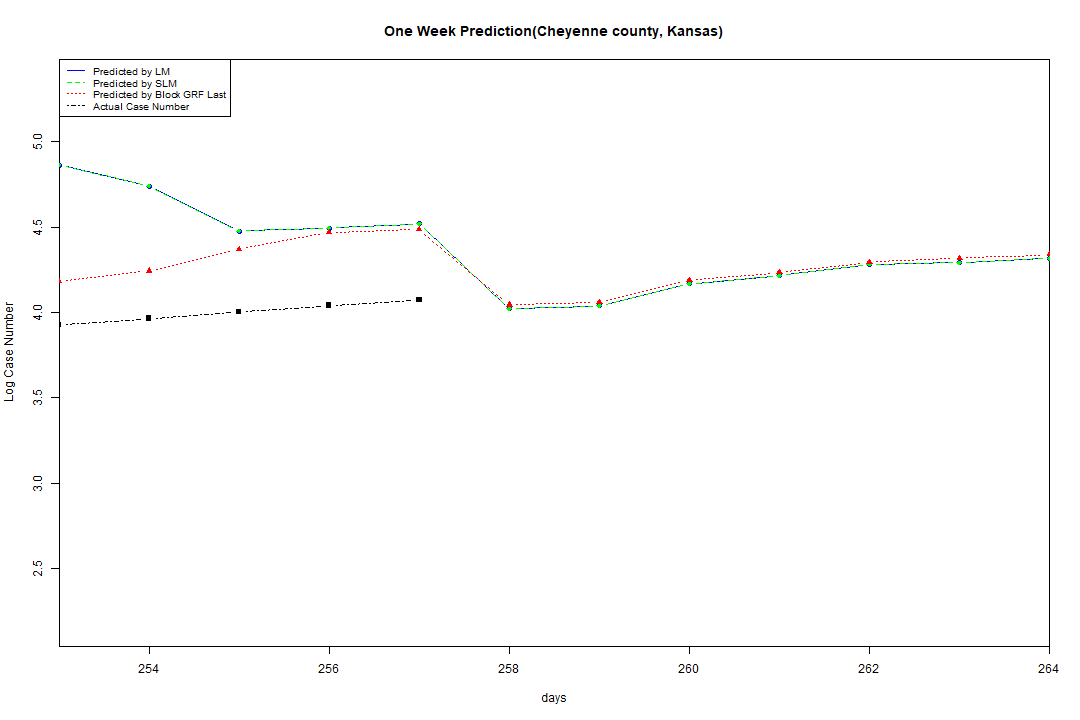 One Week Prediction(Cheyenne county, Kansas)
Predicted by LM
Predicted by SLM
Predicted by Block GRF Last
Actual Case Number
5.0
4.5
4.0
3.5
3.0
2.5
Log Case Number
254 256 258 260 262 264
days